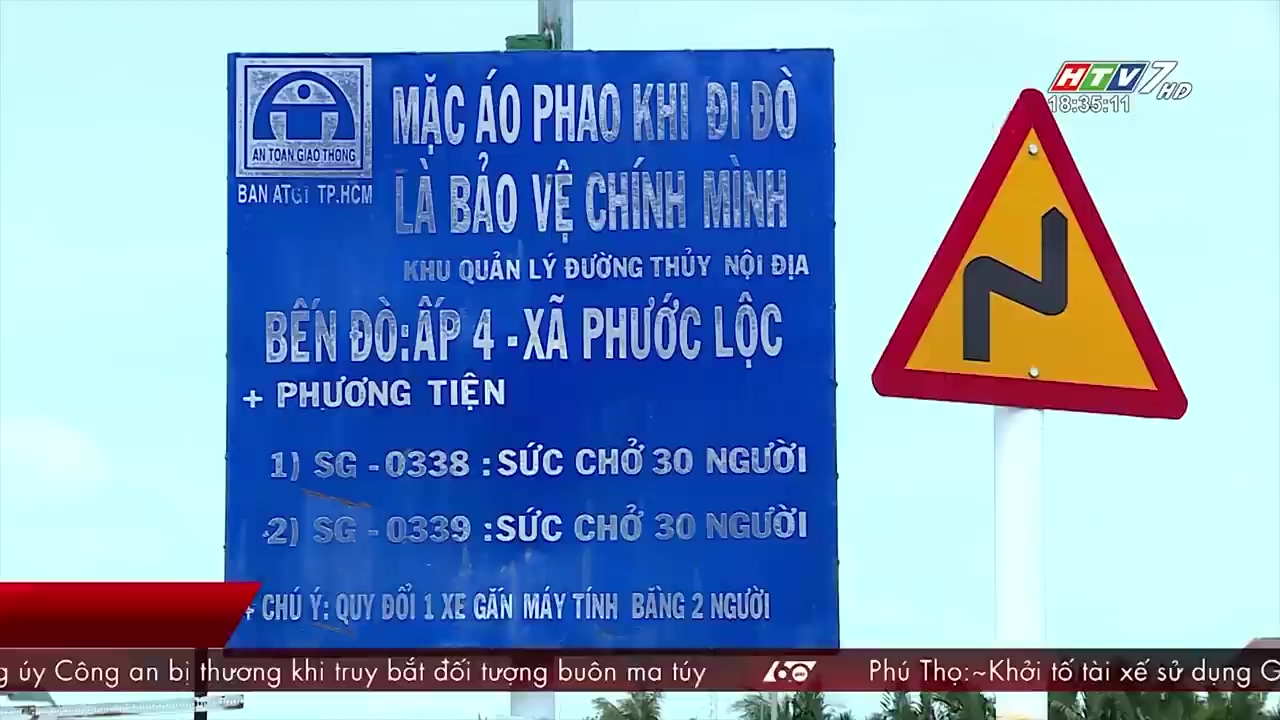 HTV7 HD
18:35:11
AN TOÀN GIAO THÔNG
BAN ATGT TP.HCM
MẶC ÁO PHAO KHI ĐI ĐÒ
LÀ BẢO VỆ CHÍNH MÌNH
KHU QUẢN LÝ ĐƯỜNG THỦY NỘI ĐỊA
BẾN ĐÒ:ẤP 4 - XÃ PHƯỚC LỘC
+ PHƯƠNG TIỆN
1) SG - 0338 : SỨC CHỞ 30 NGƯỜI
2) SG - 0339 : SỨC CHỞ 30 NGƯỜI
+ CHÚ Ý: QUY ĐỔI 1 XE GẮN MÁY TÍNH BẰNG 2 NGƯỜI
úy Công an bị thương khi truy bắt đối tượng buôn ma túy 60 Phú Thọ:~Khởi tố tài xế sử dụng G